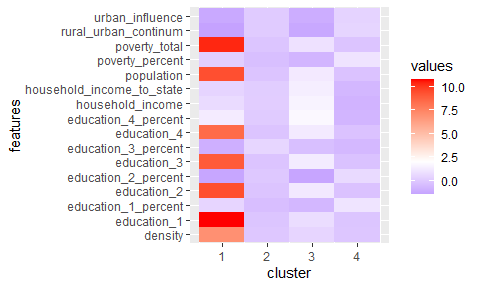 features
urban_influence
rural_urban_continum
poverty_total
poverty_percent
population
household_income_to_state
household_income
education_4_percent
education_4
education_3_percent
education_3
education_2_percent
education_2
education_1_percent
education_1
density
1 2 3 4
cluster
values
10.0
7.5
5.0
2.5
0.0